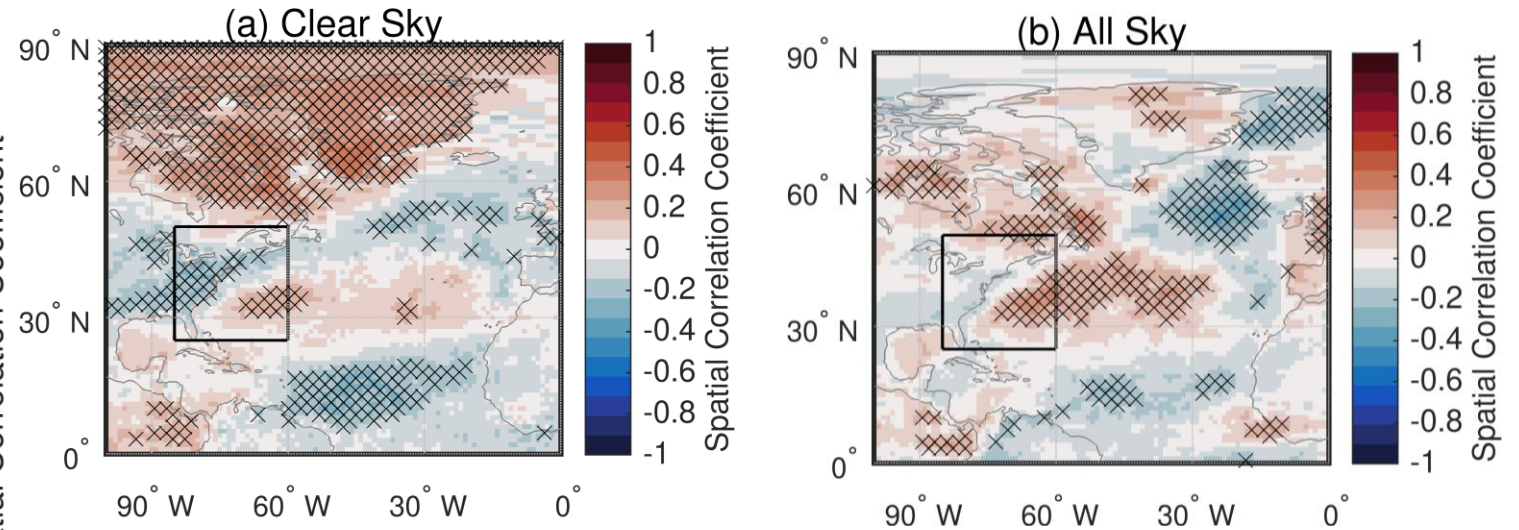 (a) Clear Sky
90° N
60° N
30° N
0°
90° W
60° W
30° W
0°
1
0.8
0.6
0.4
0.2
0
-0.2
-0.4
-0.6
-0.8
-1
Spatial Correlation Coefficient
(b) All Sky
90° N
60° N
30° N
0°
90° W
60° W
30° W
0°
1
0.8
0.6
0.4
0.2
0
-0.2
-0.4
-0.6
-0.8
-1
Spatial Correlation Coefficient